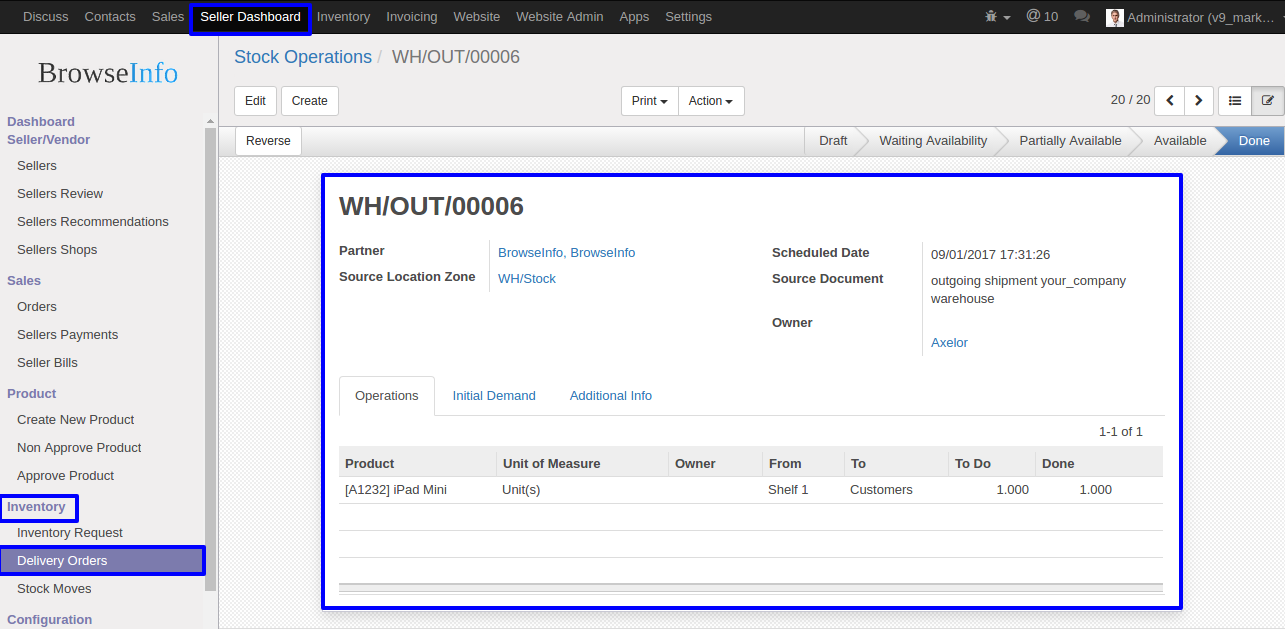 Discuss Contacts Sales Seller Dashboard Inventory Invoicing Website Website Admin Apps Settings @ 10 Administrator (v9_mark...
BrowseInfo
Dashboard
Seller/Vendor
Sellers
Sellers Review
Sellers Recommendations
Sellers Shops
Sales
Orders
Sellers Payments
Seller Bills
Product
Create New Product
Non Approve Product
Approve Product
Inventory
Inventory Request
Delivery Orders
Stock Moves
Configuration
Stock Operations / WH/OUT/00006
Edit Create Print Action 20 / 20
Reverse Draft Waiting Availability Partially Available Available Done
WH/OUT/00006
Partner BrowseInfo, BrowseInfo
Source Location Zone WH/Stock
Scheduled Date 09/01/2017 17:31:26
Source Document outgoing shipment your_company
warehouse
Owner
Axelor
Operations Initial Demand Additional Info
1-1 of 1
Product Unit of Measure Owner From To To Do Done
[A1232] iPad Mini Unit(s) Shelf 1 Customers 1.000 1.000